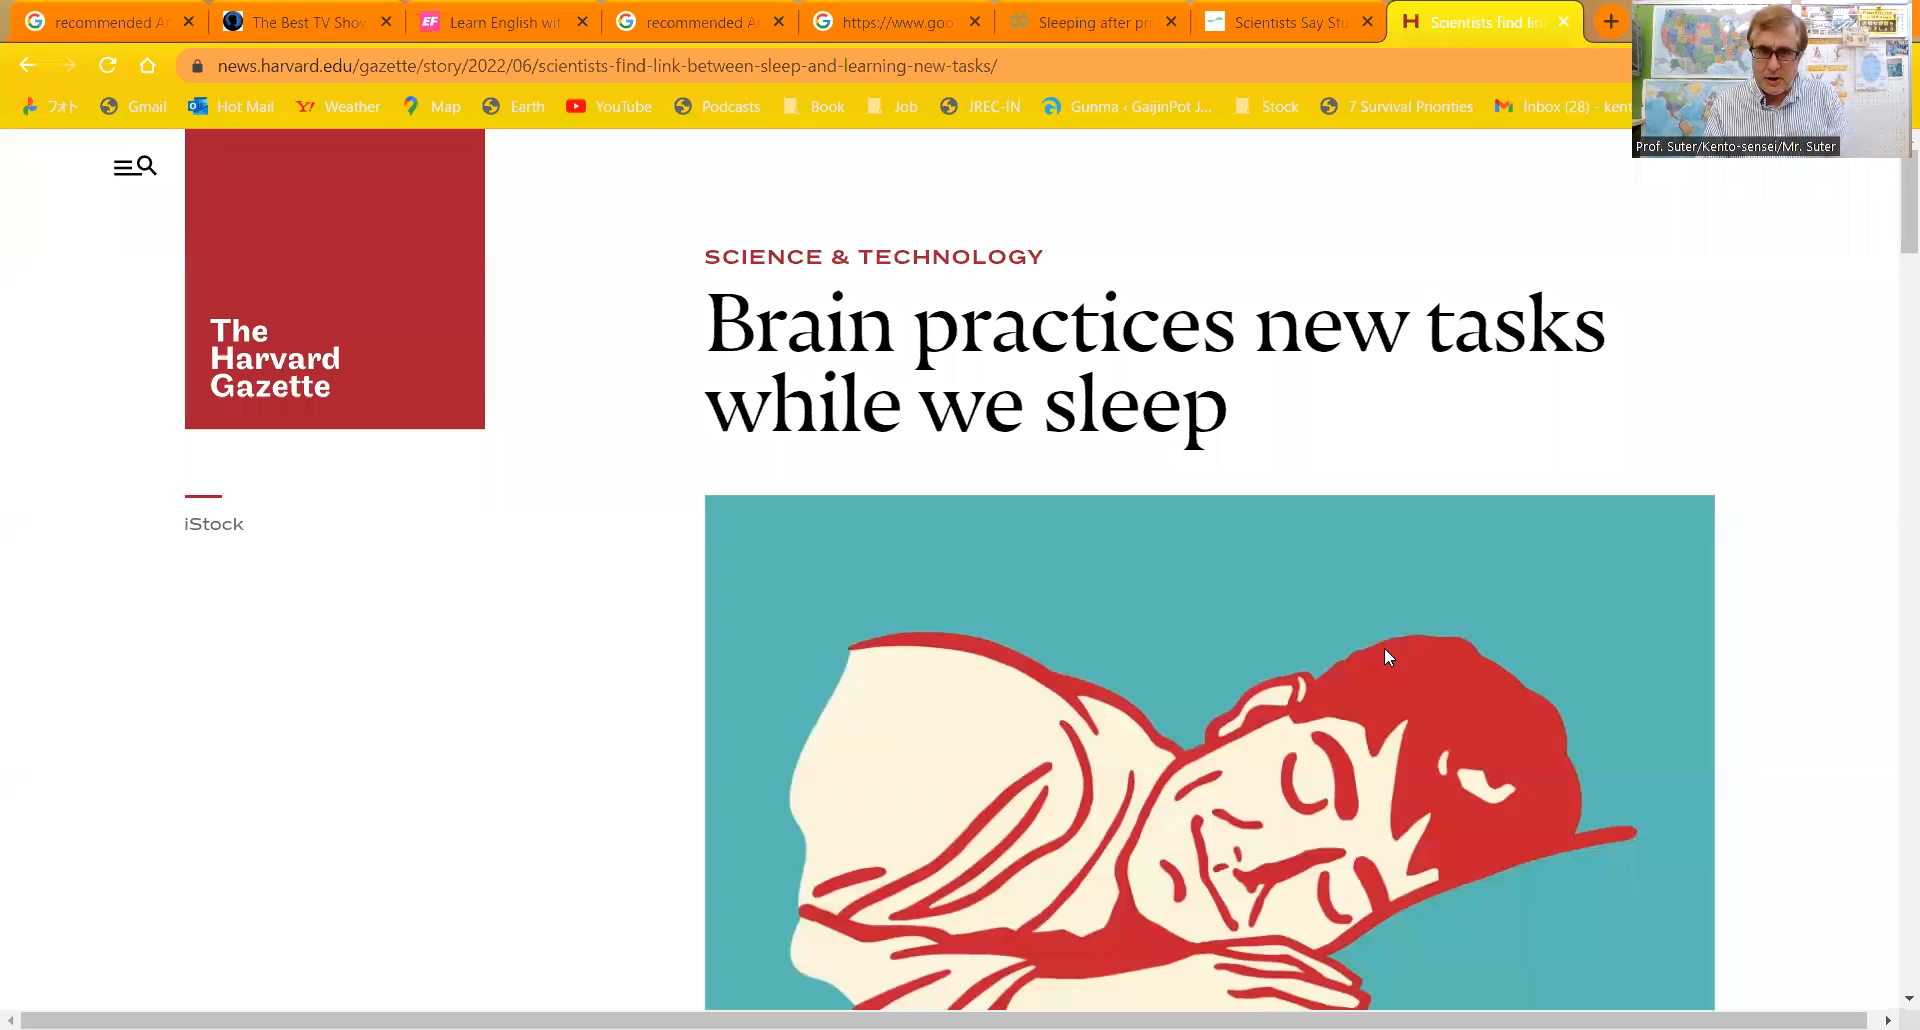 recommended A
The Best TV Show
EF
Learn English wit
recommended A
https://www.goo
Sleeping after pr
Scientists Say Stu
H
Scientists find lin
news.harvard.edu/gazette/story/2022/06/scientists-find-link-between-sleep-and-learning-new-tasks/
フォト
Gmail
Hot Mail
Y!
Weather
Map
Earth
YouTube
Podcasts
Book
Job
JREC-IN
Gunma ‹ GaijinPot J...
Stock
7 Survival Priorities
Inbox (28) - kent
Prof. Suter/Kento-sensei/Mr. Suter
The
Harvard
Gazette
SCIENCE & TECHNOLOGY
Brain practices new tasks
while we sleep
iStock